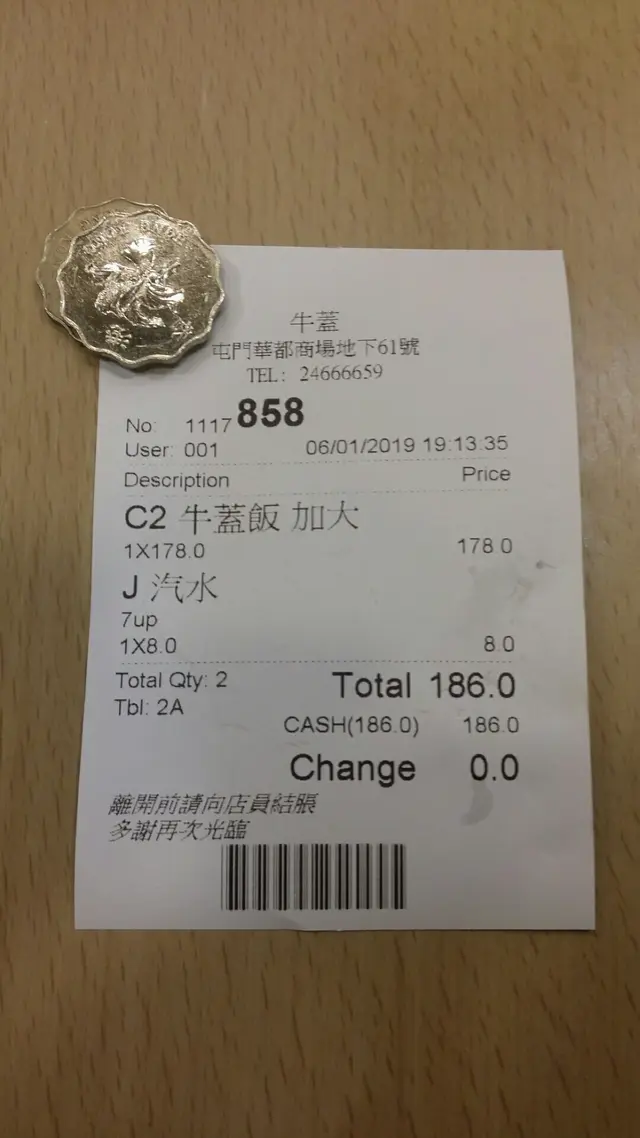 牛蓋
屯門華都商場地下61號
TEL: 24666659
No: 1117 858
User: 001 06/01/2019 19:13:35
Description Price
C2 牛蓋飯 加大
1X178.0 178.0
J 汽水
7up
1X8.0 8.0
Total Qty: 2 Total 186.0
Tbl: 2A
CASH(186.0) 186.0
Change 0.0
離開前請向店員結賬
多謝再次光臨